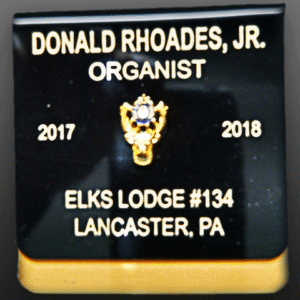 DONALD RHOADES, JR.
ORGANIST
2017 2018
ELKS LODGE #134
LANCASTER, PA